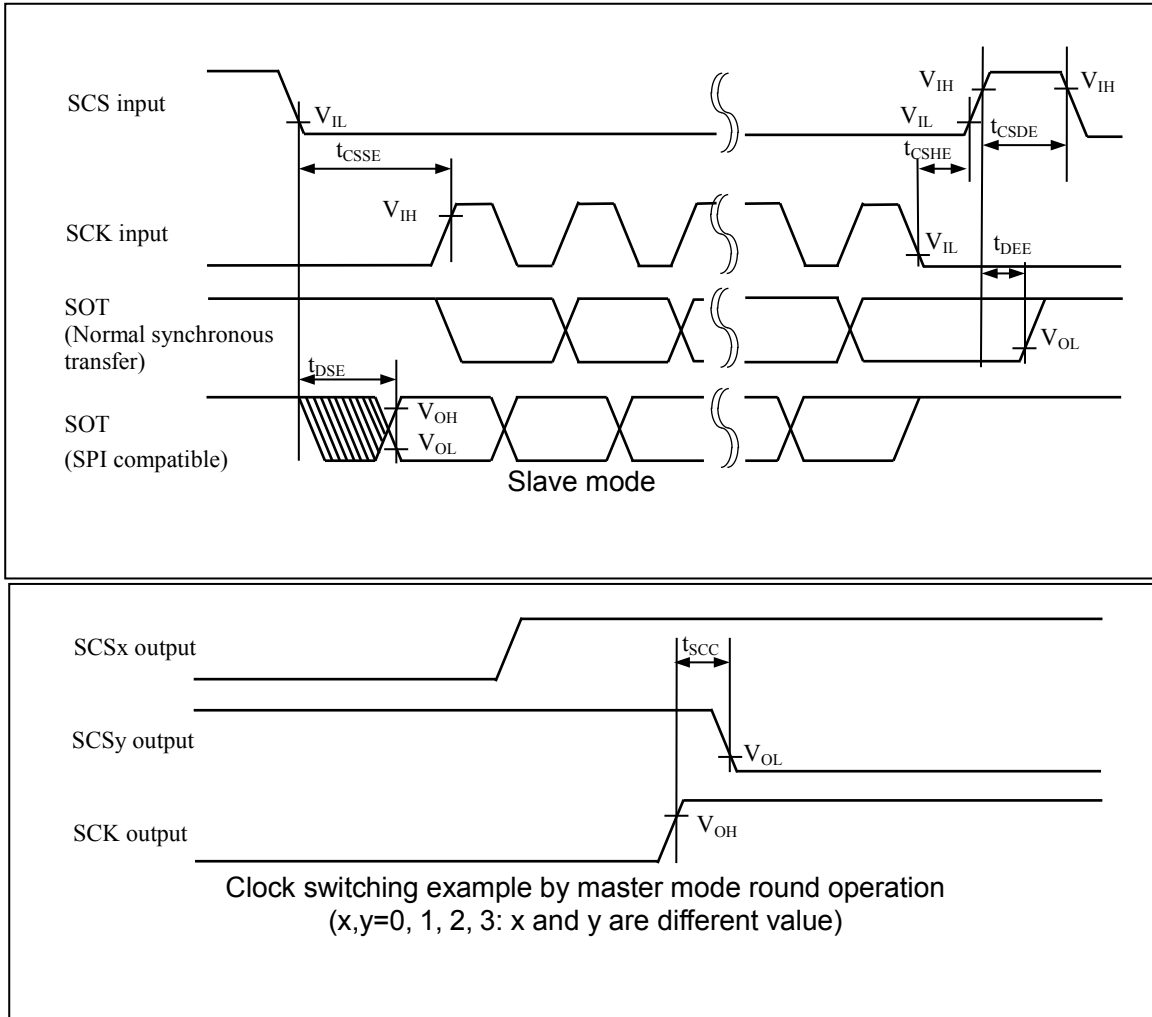 SCS input
V_IL
V_IH
V_IL
V_IH
t_CSDE
t_CSHE
t_CSSE
SCK input
V_IH
V_IL
t_DEE
SOT
(Normal synchronous
transfer)
V_OL
t_DSE
SOT
(SPI compatible)
V_OH
V_OL
Slave mode
SCSx output
t_SCC
SCSy output
V_OL
SCK output
V_OH
Clock switching example by master mode round operation
(x,y=0, 1, 2, 3: x and y are different value)